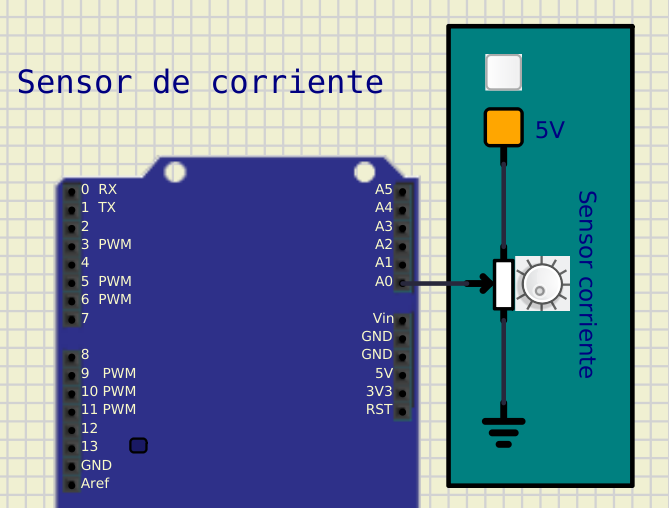 Sensor de corriente
5V
Sensor corriente
0 RX
1 TX
2
3 PWM
4
5 PWM
6 PWM
7
8
9 PWM
10 PWM
11 PWM
12
13
GND
Aref
A5
A4
A3
A2
A1
A0
Vin
GND
GND
5V
3V3
RST